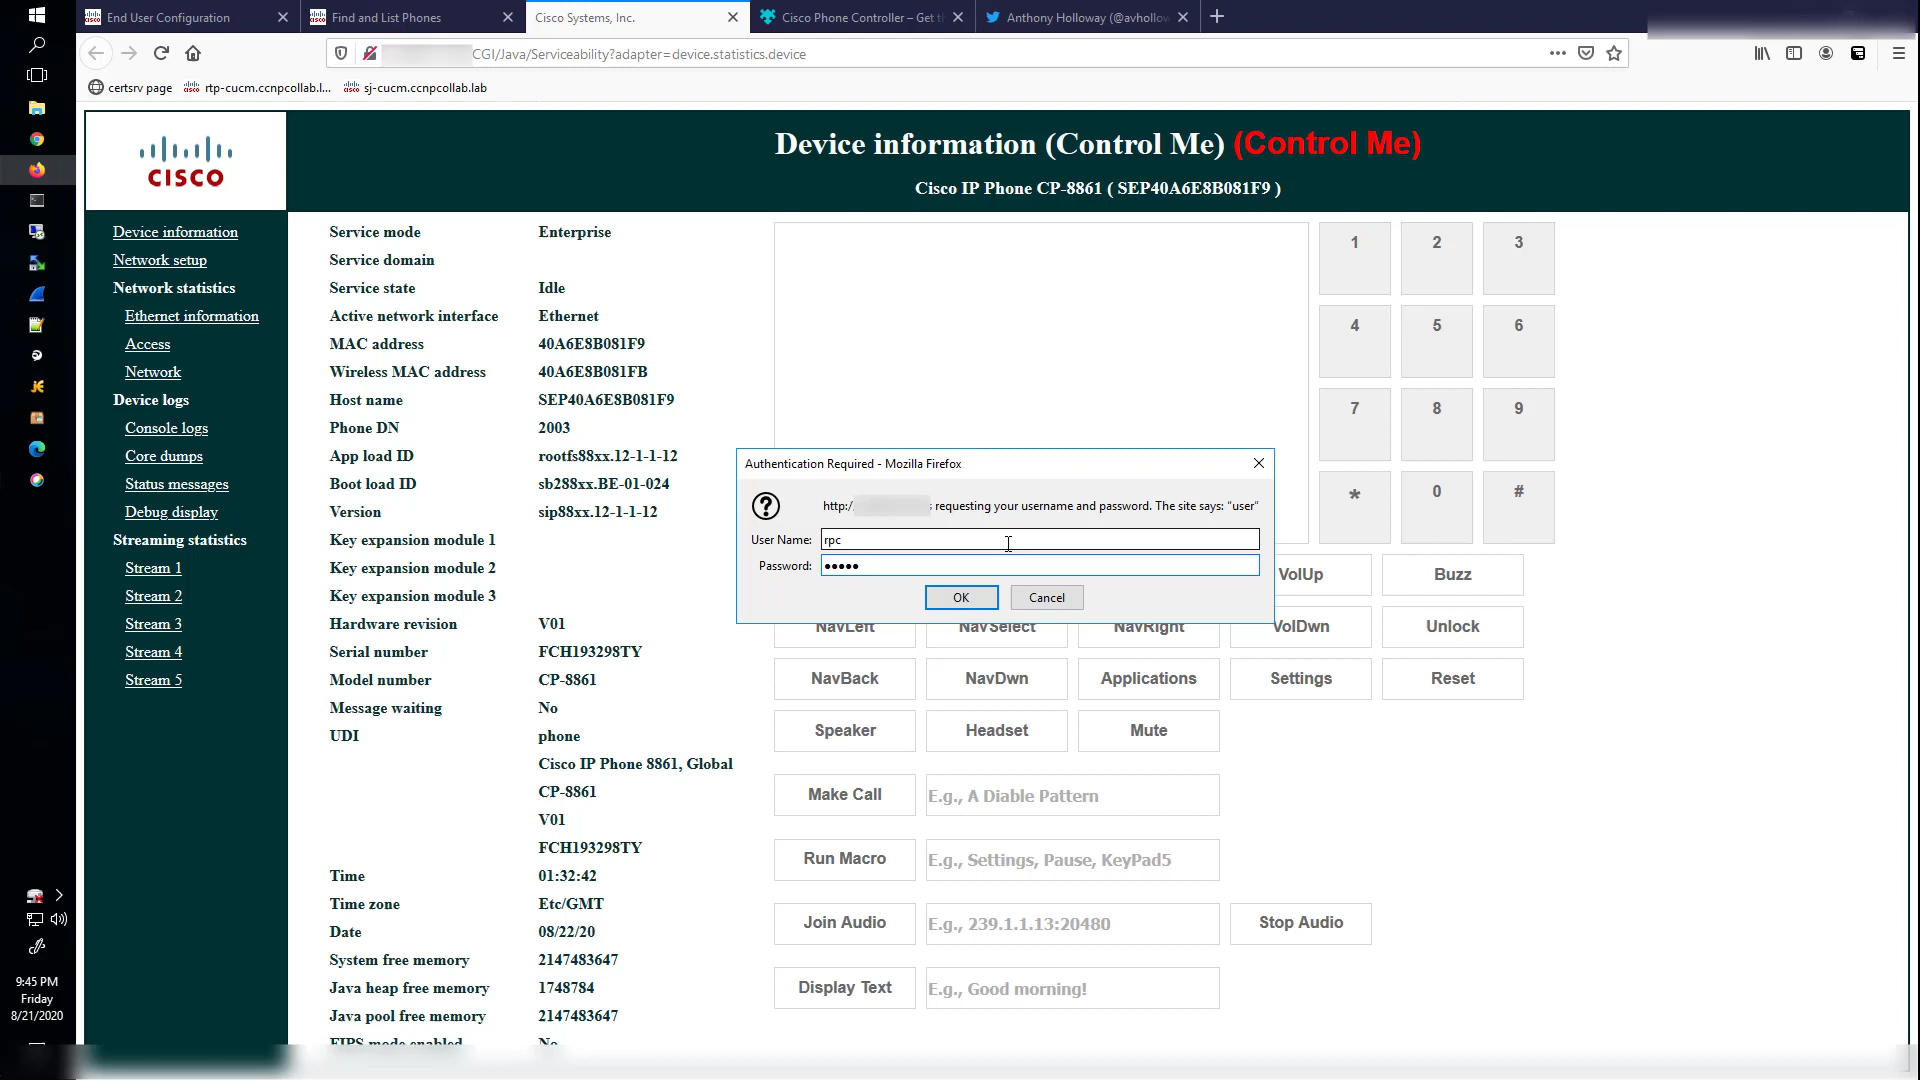 End User Configuration
Find and List Phones
Cisco Systems, Inc.
Cisco Phone Controller – Get t
Anthony Holloway (@avhollow
CGI/Java/Serviceability?adapter=device.statistics.device
certsrv page
rtp-cucm.ccnpcollab.l...
sj-cucm.ccnpcollab.lab
CISCO
Device information (Control Me) (Control Me)
Cisco IP Phone CP-8861 ( SEP40A6E8B081F9 )
Device information
Network setup
Network statistics
Ethernet information
Access
Network
Device logs
Console logs
Core dumps
Status messages
Debug display
Streaming statistics
Stream 1
Stream 2
Stream 3
Stream 4
Stream 5
Service mode Enterprise
Service domain
Service state Idle
Active network interface Ethernet
MAC address 40A6E8B081F9
Wireless MAC address 40A6E8B081FB
Host name SEP40A6E8B081F9
Phone DN 2003
App load ID rootfs88xx.12-1-1-12
Boot load ID sb288xx.BE-01-024
Version sip88xx.12-1-1-12
Key expansion module 1
Key expansion module 2
Key expansion module 3
Hardware revision V01
Serial number FCH193298TY
Model number CP-8861
Message waiting No
UDI phone
Cisco IP Phone 8861, Global
CP-8861
V01
FCH193298TY
Time 01:32:42
Time zone Etc/GMT
Date 08/22/20
System free memory 2147483647
Java heap free memory 1748784
Java pool free memory 2147483647
FIPS mode enabled No
1 2 3
4 5 6
7 8 9
* 0 #
Authentication Required - Mozilla Firefox
http:/ requesting your username and password. The site says: “user”
User Name: rpc
Password: •••••
OK Cancel
VolUp Buzz
NavLeft NavSelect NavRight VolDwn Unlock
NavBack NavDwn Applications Settings Reset
Speaker Headset Mute
Make Call E.g., A Diable Pattern
Run Macro E.g., Settings, Pause, KeyPad5
Join Audio E.g., 239.1.1.13:20480 Stop Audio
Display Text E.g., Good morning!
9:45 PM
Friday
8/21/2020